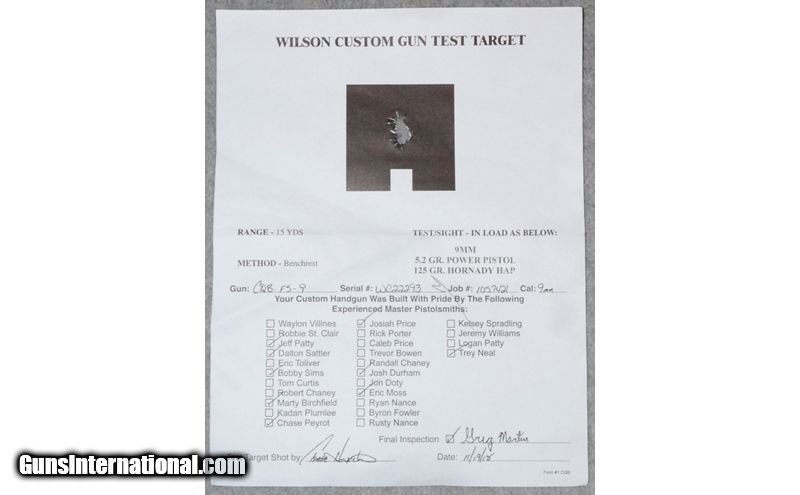 WILSON CUSTOM GUN TEST TARGET
RANGE - 15 YDS
TEST/SIGHT - IN LOAD AS BELOW:
9MM
5.2 GR. POWER PISTOL
METHOD - Benchrest
125 GR. HORNADY HAP
Gun: CQB FS-9 Serial #: WC22293 Job #: 1057421 Cal: 9mm
Your Custom Handgun Was Built With Pride By The Following
Experienced Master Pistolsmiths:
Waylon Villines Josiah Price Kelsey Spradling
Bobbie St. Clair Rick Porter Jeremy Williams
Jeff Patty Caleb Price Logan Patty
Dalton Sattler Trevor Bowen Trey Neal
Eric Toliver Randall Chaney
Bobby Sims Josh Durham
Tom Curtis Jon Doty
Robert Chaney Eric Moss
Marty Birchfield Ryan Nance
Kadan Plumlee Byron Fowler
Chase Peyrot Rusty Nance
Final Inspection Greg Martin
Target Shot by Date:
Form #1 CQB
GunsInternational.com